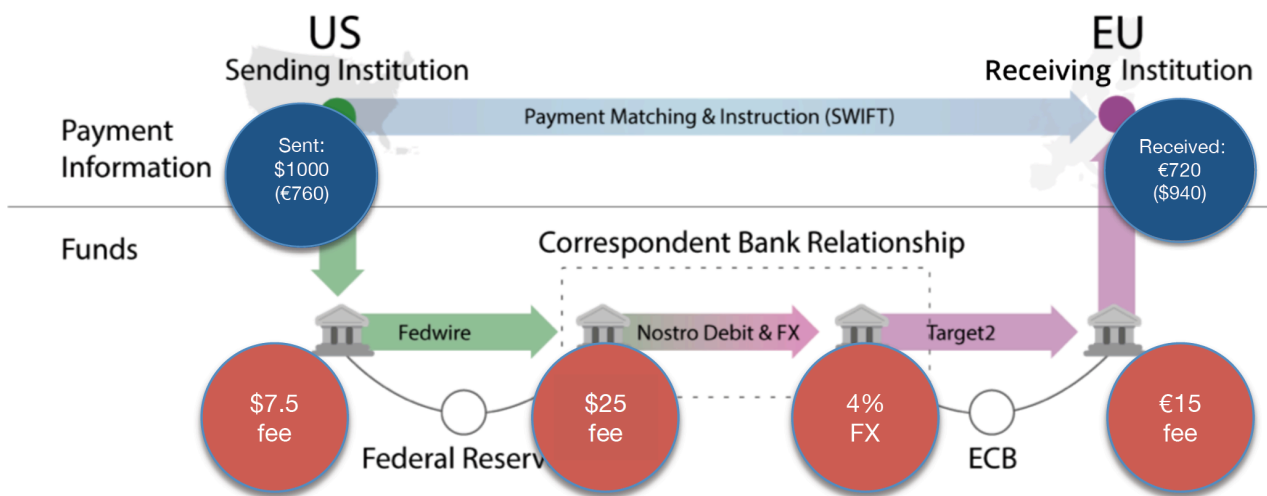 US
Sending Institution
EU
Receiving Institution
Payment Matching & Instruction (SWIFT)
Payment
Information
Sent:
$1000
(€760)
Received:
€720
($940)
Funds
Correspondent Bank Relationship
Fedwire
Nostro Debit & FX
Target2
$7.5
fee
$25
fee
4%
FX
€15
fee
Federal Reserv
ECB